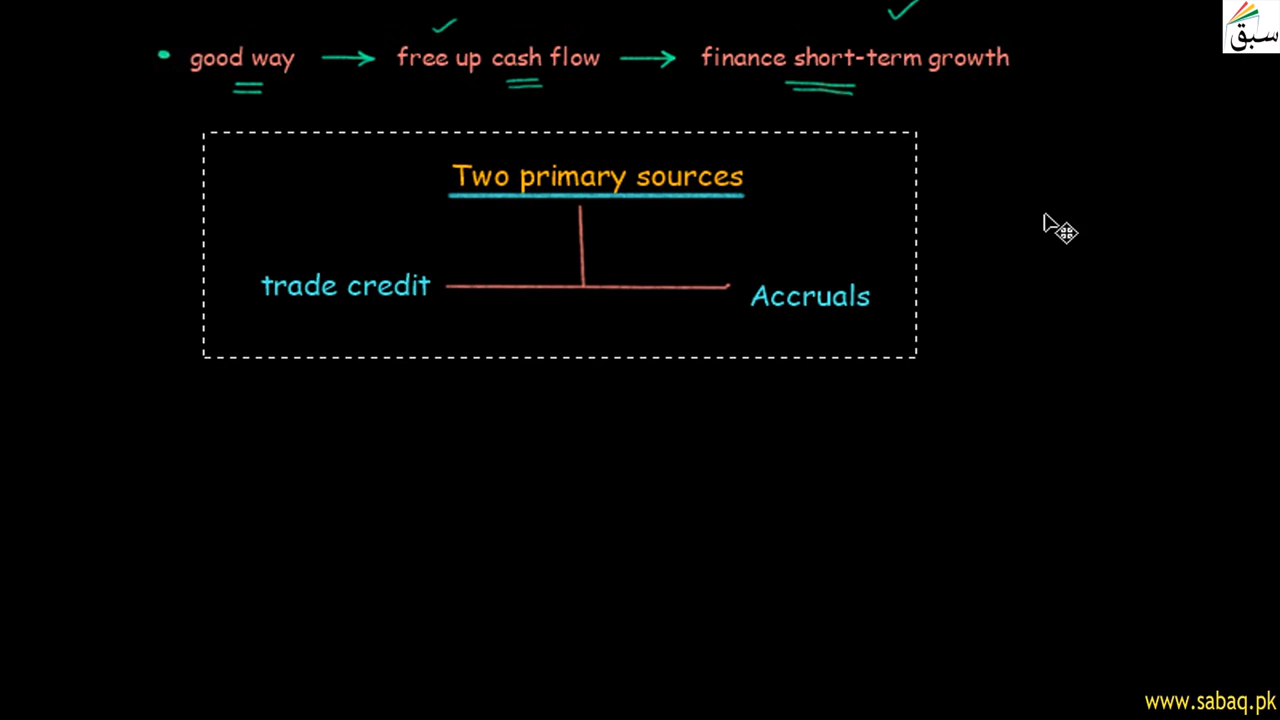 سبق
• good way → free up cash flow → finance short-term growth
Two primary sources
trade credit
Accruals
www.sabaq.pk